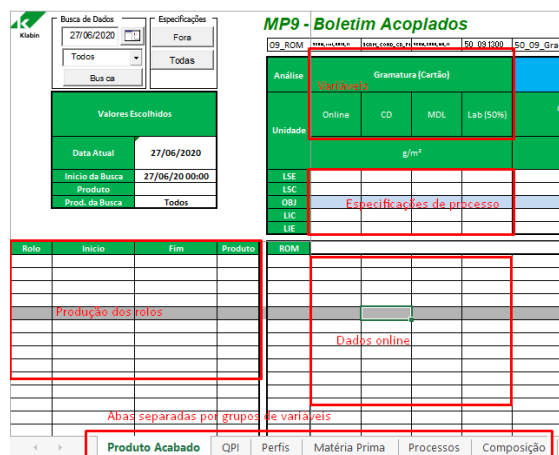 Klabin
Busca de Dados
27/06/2020
Todos
Busca
Especificações
Fora
Todas
MP9 - Boletim Acoplados
09_ROM
50_091300
50_09_Gra
Análise
Gramatura (Cartão)
Variáveis
Unidade
Online
CD
MDL
Lab (50%)
g/m²
Valores Escolhidos
Data Atual
27/06/2020
Inicio da Busca
27/06/20 00:00
Produto
Prod. da Busca
Todos
LSE
LSC
OBJ
Especificações de processo
LIC
LIE
Rolo
Inicio
Fim
Produto
ROM
Produção dos rolos
Dados online
Abas separadas por grupos de variáveis
Produto Acabado
QPI
Perfis
Matéria Prima
Processos
Composição